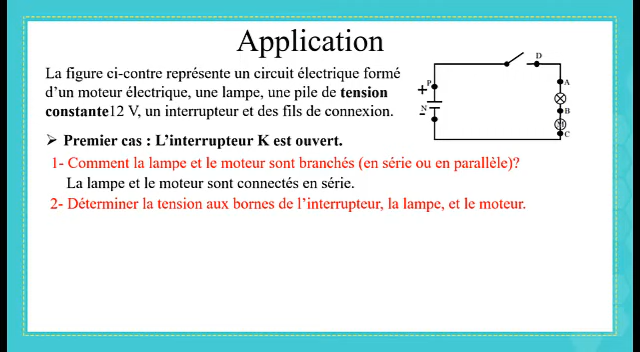 Application
La figure ci-contre représente un circuit électrique formé
d'un moteur électrique, une lampe, une pile de tension
constante12 V, un interrupteur et des fils de connexion.
➤ Premier cas : L'interrupteur K est ouvert.
1- Comment la lampe et le moteur sont branchés (en série ou en parallèle)?
La lampe et le moteur sont connectés en série.
2- Déterminer la tension aux bornes de l'interrupteur, la lampe, et le moteur.
D
P
+
A
N
-
B
M
C